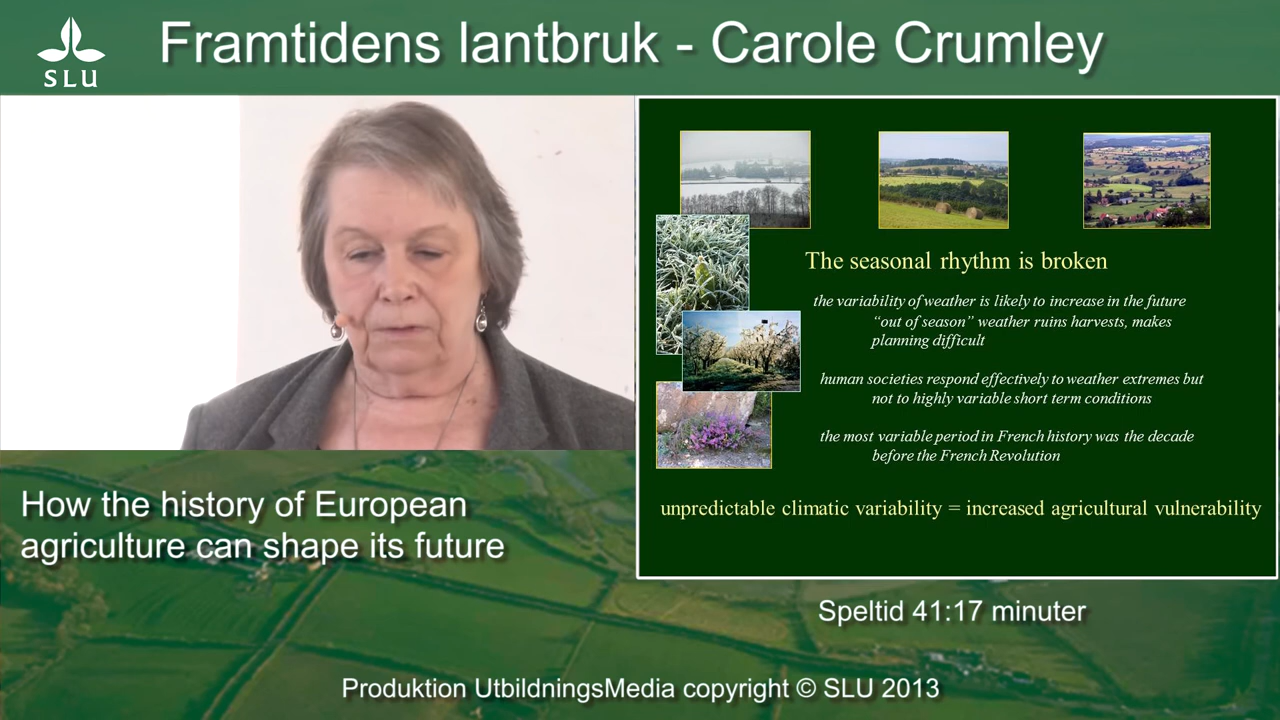 SLU
Framtidens lantbruk - Carole Crumley
The seasonal rhythm is broken
the variability of weather is likely to increase in the future
“out of season” weather ruins harvests, makes
planning difficult
human societies respond effectively to weather extremes but
not to highly variable short term conditions
the most variable period in French history was the decade
before the French Revolution
unpredictable climatic variability = increased agricultural vulnerability
How the history of European
agriculture can shape its future
Speltid 41:17 minuter
Produktion UtbildningsMedia copyright © SLU 2013